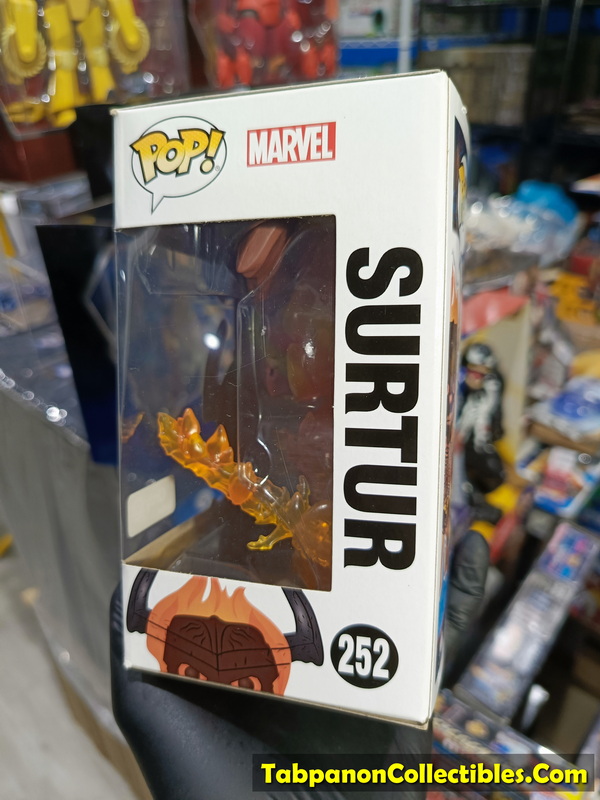 POP!
MARVEL
SURTUR
252
TabpanonCollectibles.Com